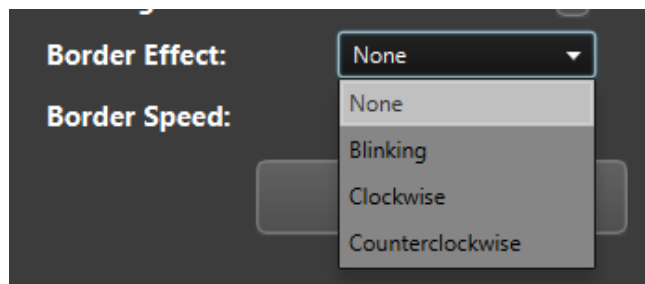 Border Effect: None
None
Border Speed:
Blinking
Clockwise
Counterclockwise